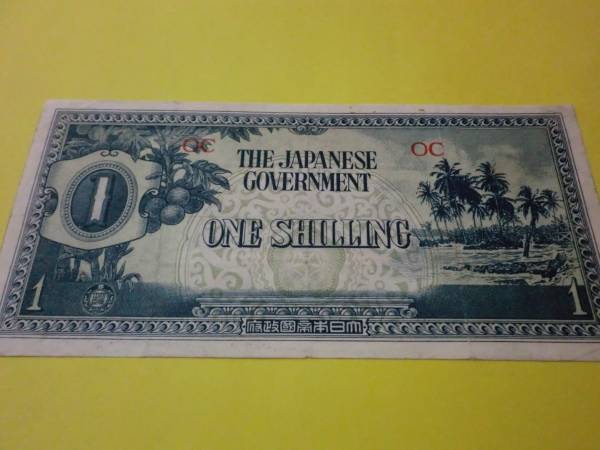 OC OC
THE JAPANESE
GOVERNMENT
1
ONE SHILLING
1 1
府政國帝本日大